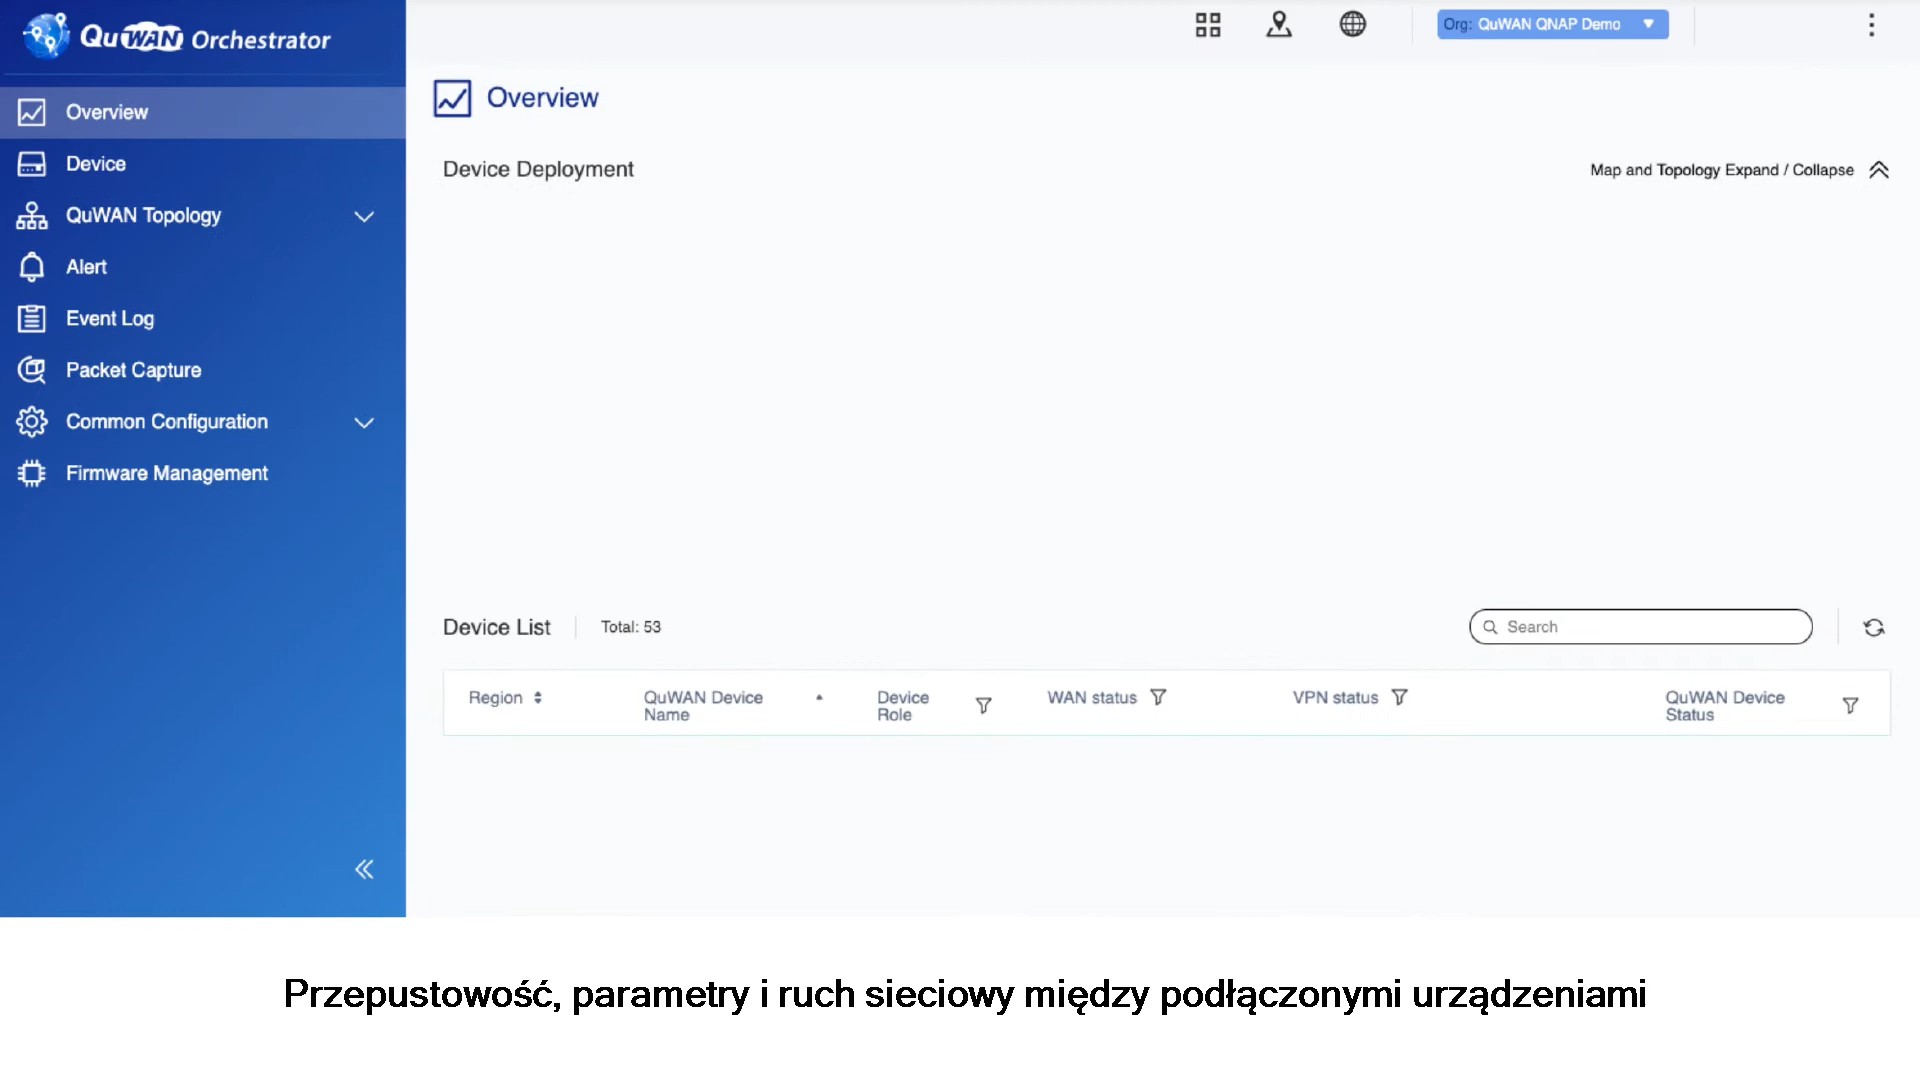 QuWAN Orchestrator
Overview
Device
QuWAN Topology
Alert
Event Log
Packet Capture
Common Configuration
Firmware Management
Org: QuWAN QNAP Demo
Overview
Device Deployment
Map and Topology Expand / Collapse
Device List
Total: 53
Search
Region
QuWAN Device
Name
Device
Role
WAN status
VPN status
QuWAN Device
Status
Przepustowość, parametry i ruch sieciowy między podłączonymi urządzeniami